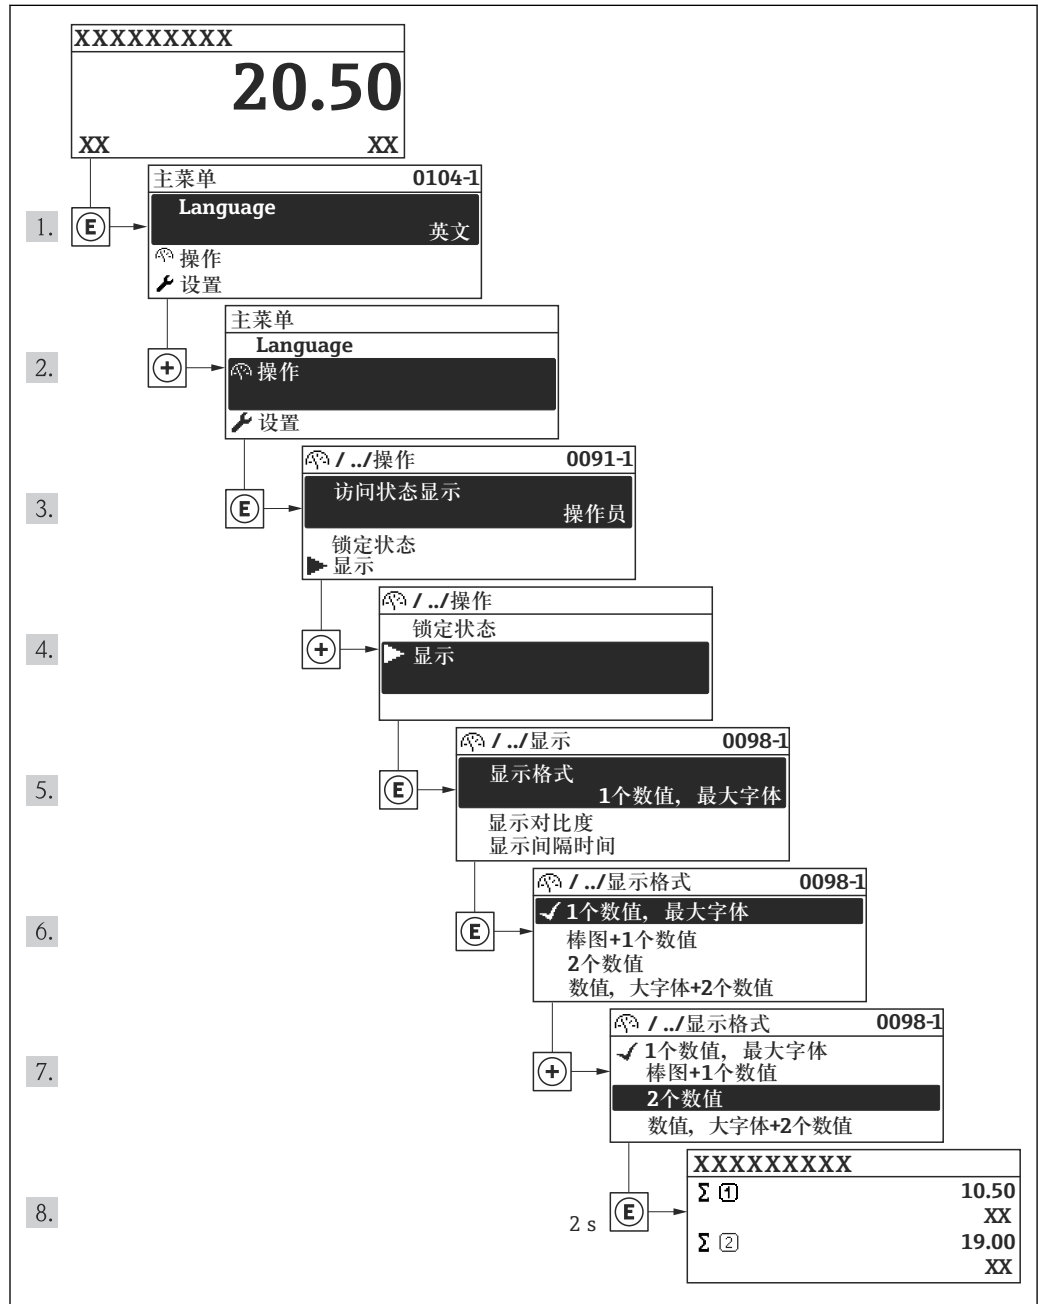 XXXXXXXXX
20.50
XX XX
主菜单 0104-1
Language
英文
操作
设置
1. E
主菜单
Language
操作
设置
2. +
/ ../操作 0091-1
访问状态显示
操作员
锁定状态
显示
3. E
/ ../操作
锁定状态
显示
4. +
/ ../显示 0098-1
显示格式
1个数值，最大字体
显示对比度
显示间隔时间
5. E
/ ../显示格式 0098-1
1个数值，最大字体
棒图+1个数值
2个数值
数值，大字体+2个数值
6. E
/ ../显示格式 0098-1
1个数值，最大字体
棒图+1个数值
2个数值
数值，大字体+2个数值
7. +
XXXXXXXXX
Σ 1 10.50
XX
Σ 2 19.00
XX
8. 2 s E